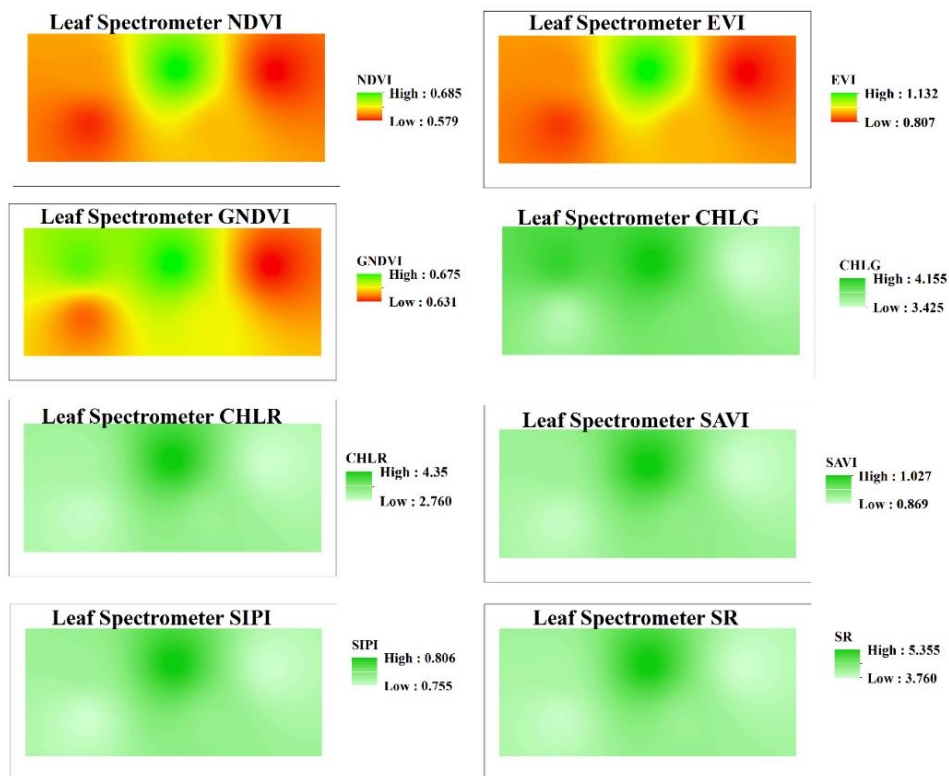 Leaf Spectrometer NDVI
NDVI
High : 0.685
Low : 0.579
Leaf Spectrometer EVI
EVI
High : 1.132
Low : 0.807
Leaf Spectrometer GNDVI
GNDVI
High : 0.675
Low : 0.631
Leaf Spectrometer CHLG
CHLG
High : 4.155
Low : 3.425
Leaf Spectrometer CHLR
CHLR
High : 4.35
Low : 2.760
Leaf Spectrometer SAVI
SAVI
High : 1.027
Low : 0.869
Leaf Spectrometer SIPI
SIPI
High : 0.806
Low : 0.755
Leaf Spectrometer SR
SR
High : 5.355
Low : 3.760